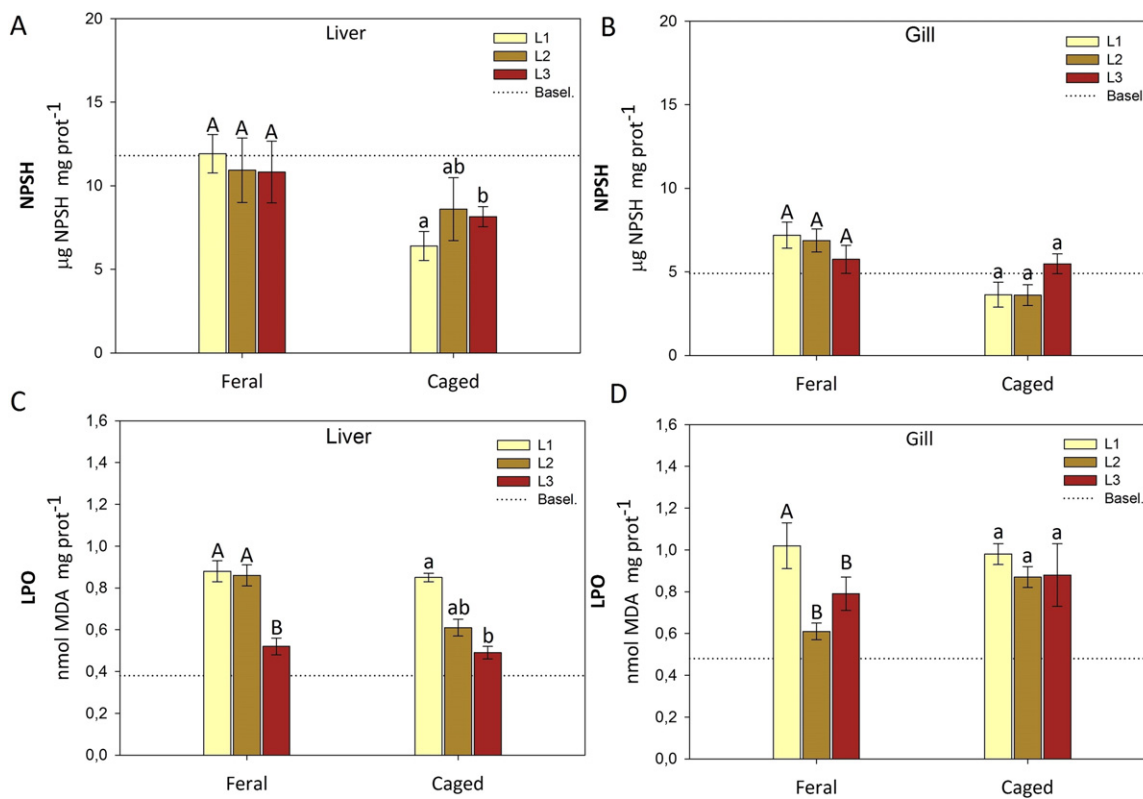 A
Liver
L1
L2
L3
Basel.
20
15
10
5
0
NPSH
µg NPSH mg prot⁻¹
A A A
a ab b
Feral Caged
B
Gill
L1
L2
L3
Basel.
20
15
10
5
0
NPSH
µg NPSH mg prot⁻¹
A A A
a a a
Feral Caged
C
Liver
L1
L2
L3
Basel.
1,6
1,4
1,2
1,0
0,8
0,6
0,4
0,2
0,0
LPO
nmol MDA mg prot⁻¹
A A B
a ab b
Feral Caged
D
Gill
L1
L2
L3
Basel.
1,6
1,4
1,2
1,0
0,8
0,6
0,4
0,2
0,0
LPO
nmol MDA mg prot⁻¹
A B B
a a a
Feral Caged